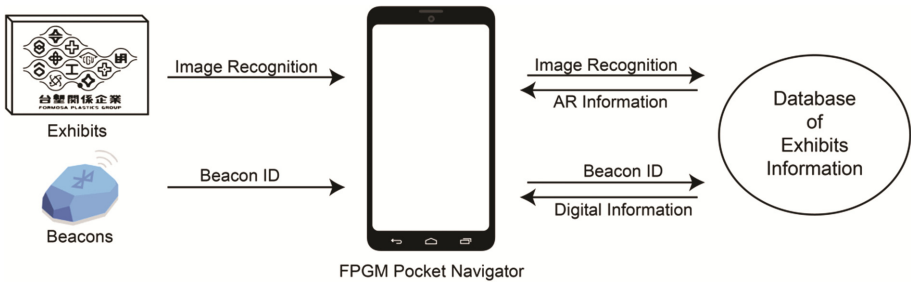 台塑關係企業
FORMOSA PLASTICS GROUP
Exhibits
Beacons
Image Recognition
Beacon ID
FPGM Pocket Navigator
Image Recognition
AR Information
Beacon ID
Digital Information
Database
of
Exhibits
Information